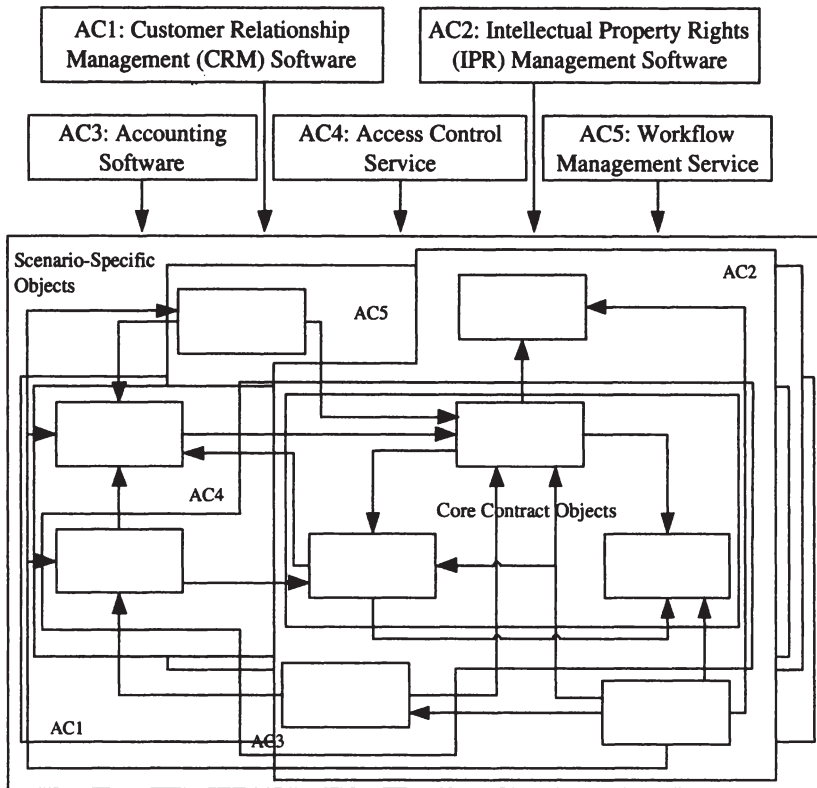 AC1: Customer Relationship
Management (CRM) Software
AC2: Intellectual Property Rights
(IPR) Management Software
AC3: Accounting
Software
AC4: Access Control
Service
AC5: Workflow
Management Service
Scenario-Specific
Objects
AC2
AC5
AC4
Core Contract Objects
AC1
AC3